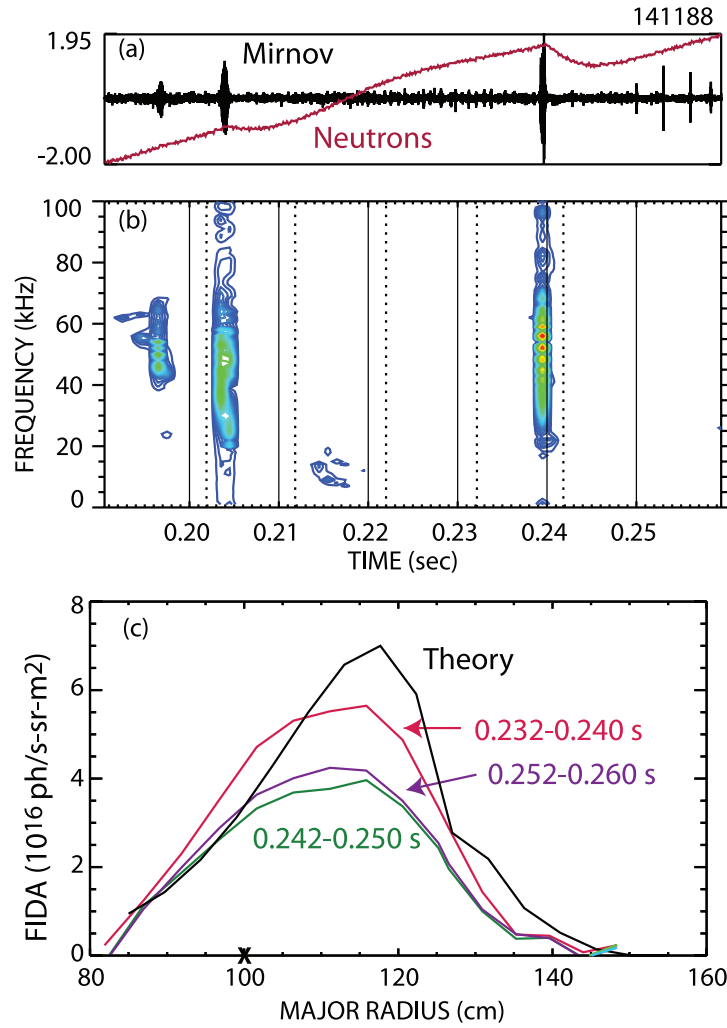 141188
1.95
(a)
Mirnov
Neutrons
-2.00
100
(b)
80
60
40
20
0
FREQUENCY (kHz)
0.20 0.21 0.22 0.23 0.24 0.25
TIME (sec)
8
(c)
Theory
6
0.232-0.240 s
4
0.252-0.260 s
0.242-0.250 s
2
0
FIDA (10¹⁶ ph/s-sr-m2)
X
80 100 120 140 160
MAJOR RADIUS (cm)